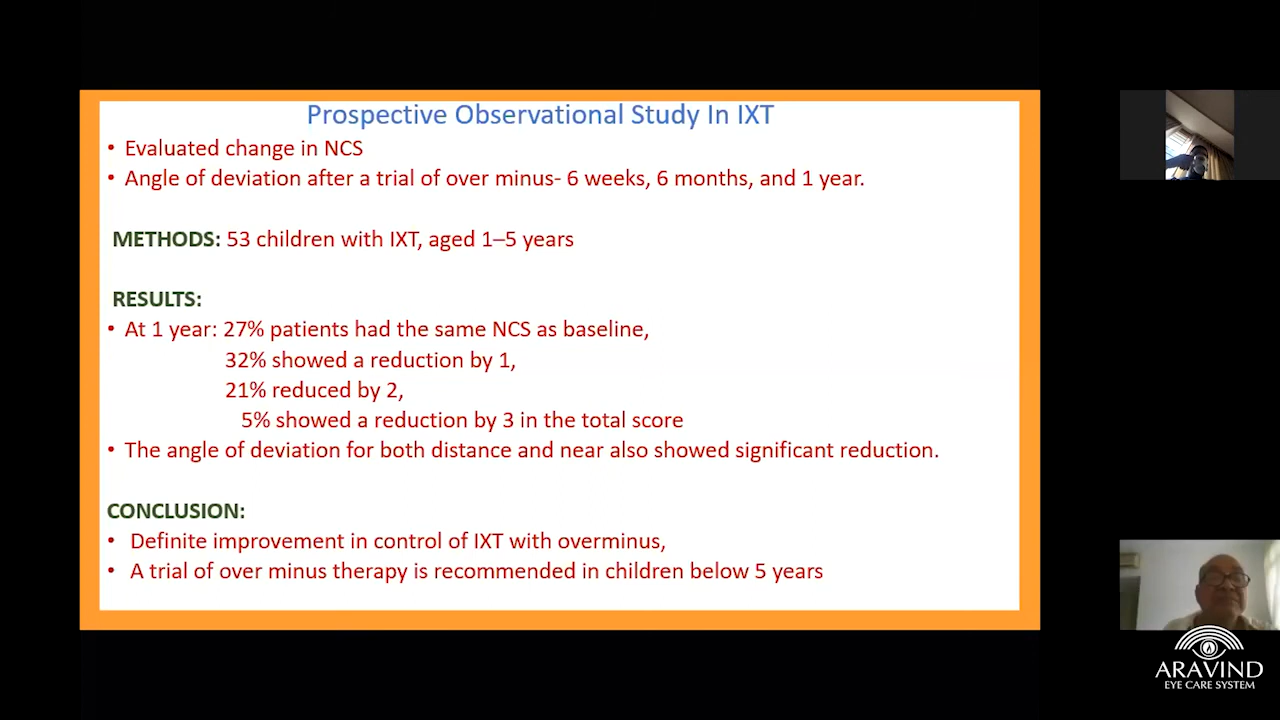 Prospective Observational Study In IXT
• Evaluated change in NCS
• Angle of deviation after a trial of over minus- 6 weeks, 6 months, and 1 year.
METHODS: 53 children with IXT, aged 1–5 years
RESULTS:
• At 1 year: 27% patients had the same NCS as baseline,
32% showed a reduction by 1,
21% reduced by 2,
5% showed a reduction by 3 in the total score
• The angle of deviation for both distance and near also showed significant reduction.
CONCLUSION:
• Definite improvement in control of IXT with overminus,
• A trial of over minus therapy is recommended in children below 5 years
ARAVIND
EYE CARE SYSTEM